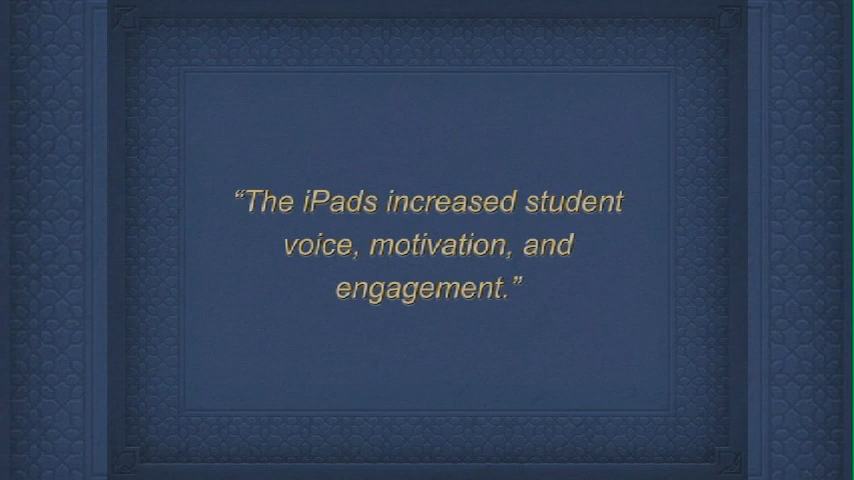 “The iPads increased student
voice, motivation, and
engagement.”